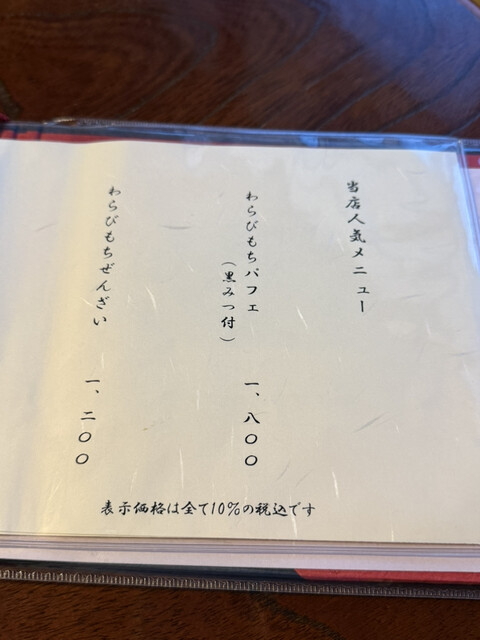 当店人気メニュー
わらびもちパフェ 一、八〇〇
(黒みつ付)
わらびもちぜんざい 一、二〇〇
表示価格は全て10%の税込です